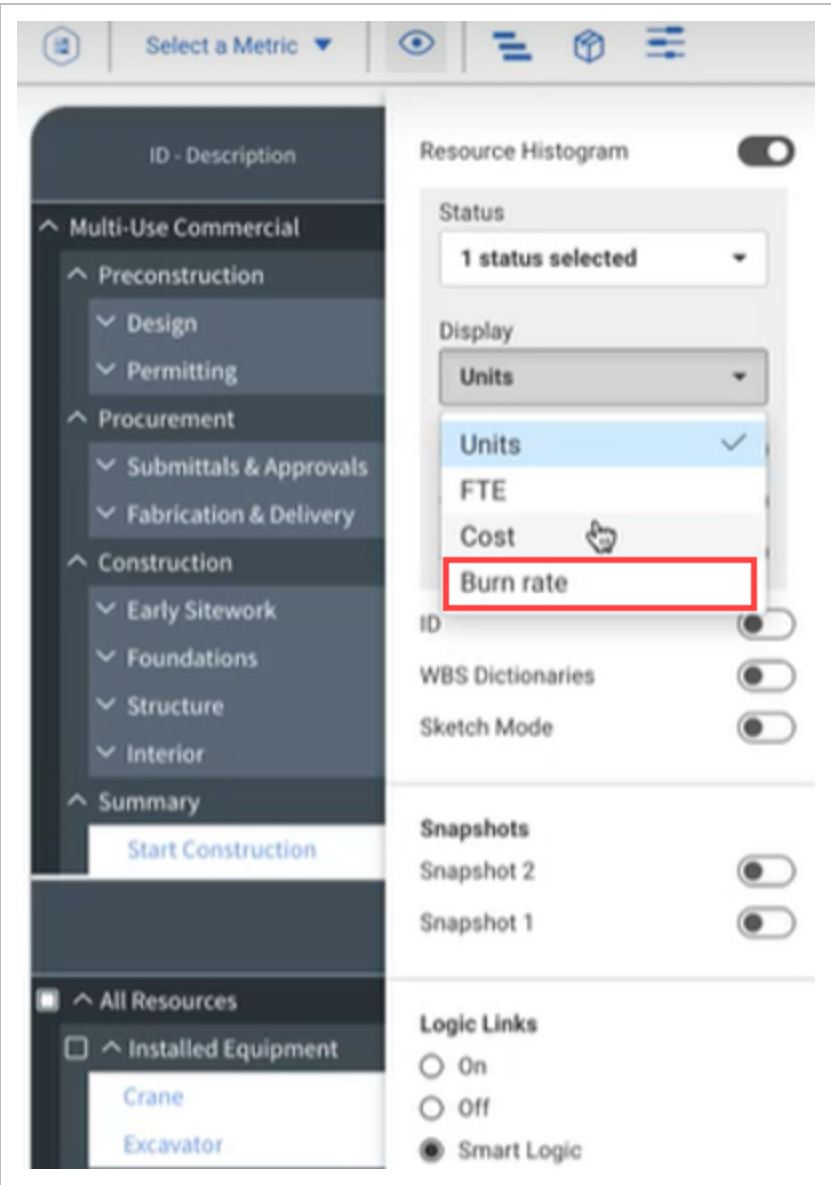 Select a Metric
ID - Description
Multi-Use Commercial
Preconstruction
Design
Permitting
Procurement
Submittals & Approvals
Fabrication & Delivery
Construction
Early Sitework
Foundations
Structure
Interior
Summary
Start Construction
All Resources
Installed Equipment
Crane
Excavator
Resource Histogram
Status
1 status selected
Display
Units
Units
FTE
Cost
Burn rate
ID
WBS Dictionaries
Sketch Mode
Snapshots
Snapshot 2
Snapshot 1
Logic Links
On
Off
Smart Logic